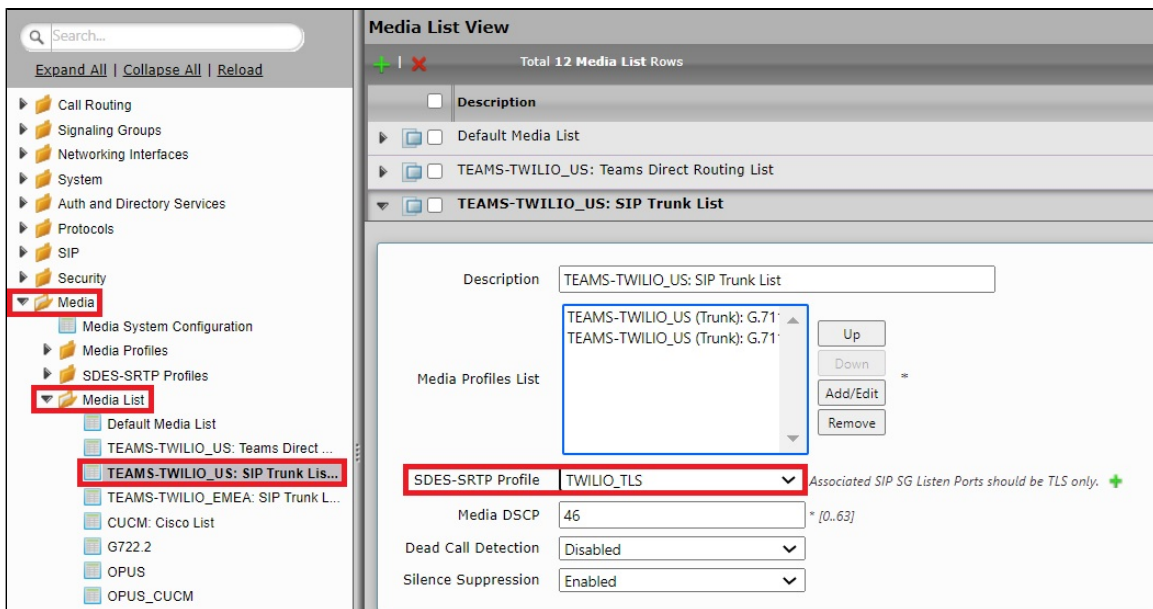 Search...
Expand All | Collapse All | Reload
Call Routing
Signaling Groups
Networking Interfaces
System
Auth and Directory Services
Protocols
SIP
Security
Media
Media System Configuration
Media Profiles
SDES-SRTP Profiles
Media List
Default Media List
TEAMS-TWILIO_US: Teams Direct ...
TEAMS-TWILIO_US: SIP Trunk Lis...
TEAMS-TWILIO_EMEA: SIP Trunk L...
CUCM: Cisco List
G722.2
OPUS
OPUS_CUCM
Media List View
Total 12 Media List Rows
Description
Default Media List
TEAMS-TWILIO_US: Teams Direct Routing List
TEAMS-TWILIO_US: SIP Trunk List
Description TEAMS-TWILIO_US: SIP Trunk List
Media Profiles List
TEAMS-TWILIO_US (Trunk): G.71
TEAMS-TWILIO_US (Trunk): G.71
Up
Down
Add/Edit
Remove
*
SDES-SRTP Profile TWILIO_TLS Associated SIP SG Listen Ports should be TLS only.
Media DSCP 46 * [0..63]
Dead Call Detection Disabled
Silence Suppression Enabled